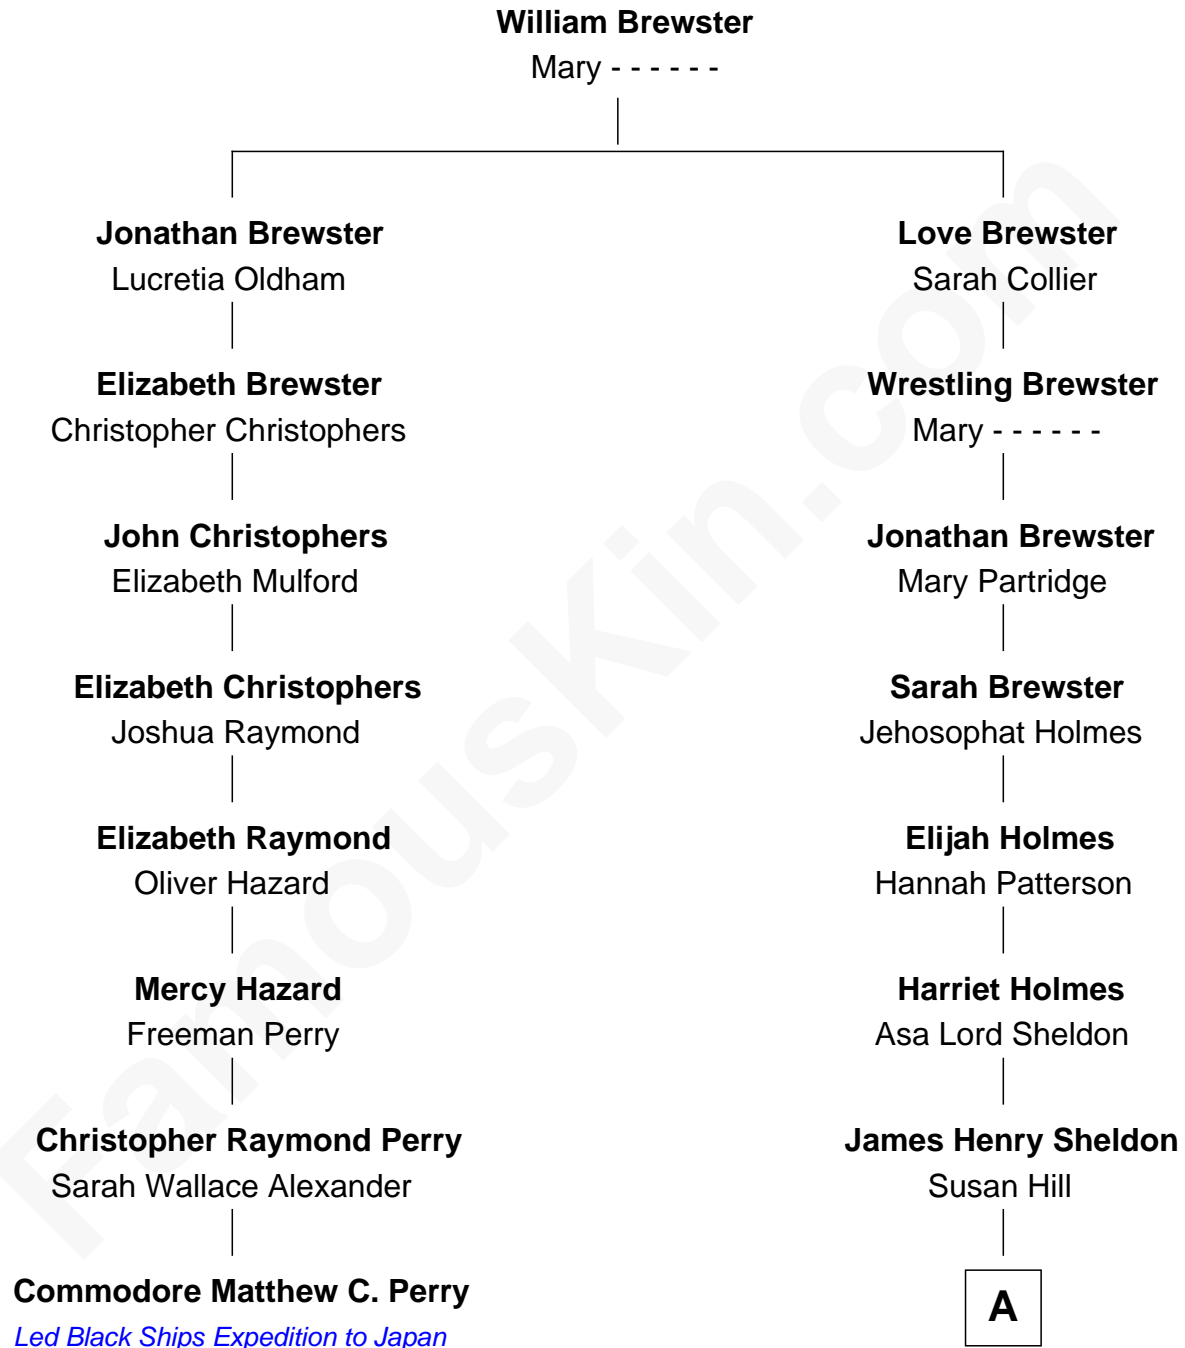 William Brewster
Mary - - - - - -
Jonathan Brewster
Lucretia Oldham
Love Brewster
Sarah Collier
Elizabeth Brewster
Christopher Christophers
Wrestling Brewster
Mary - - - - - -
John Christophers
Elizabeth Mulford
Jonathan Brewster
Mary Partridge
Elizabeth Christophers
Joshua Raymond
Sarah Brewster
Jehosophat Holmes
Elizabeth Raymond
Oliver Hazard
Elijah Holmes
Hannah Patterson
Mercy Hazard
Freeman Perry
Harriet Holmes
Asa Lord Sheldon
Christopher Raymond Perry
Sarah Wallace Alexander
James Henry Sheldon
Susan Hill
Commodore Matthew C. Perry
Led Black Ships Expedition to Japan
A
FamousKin.com